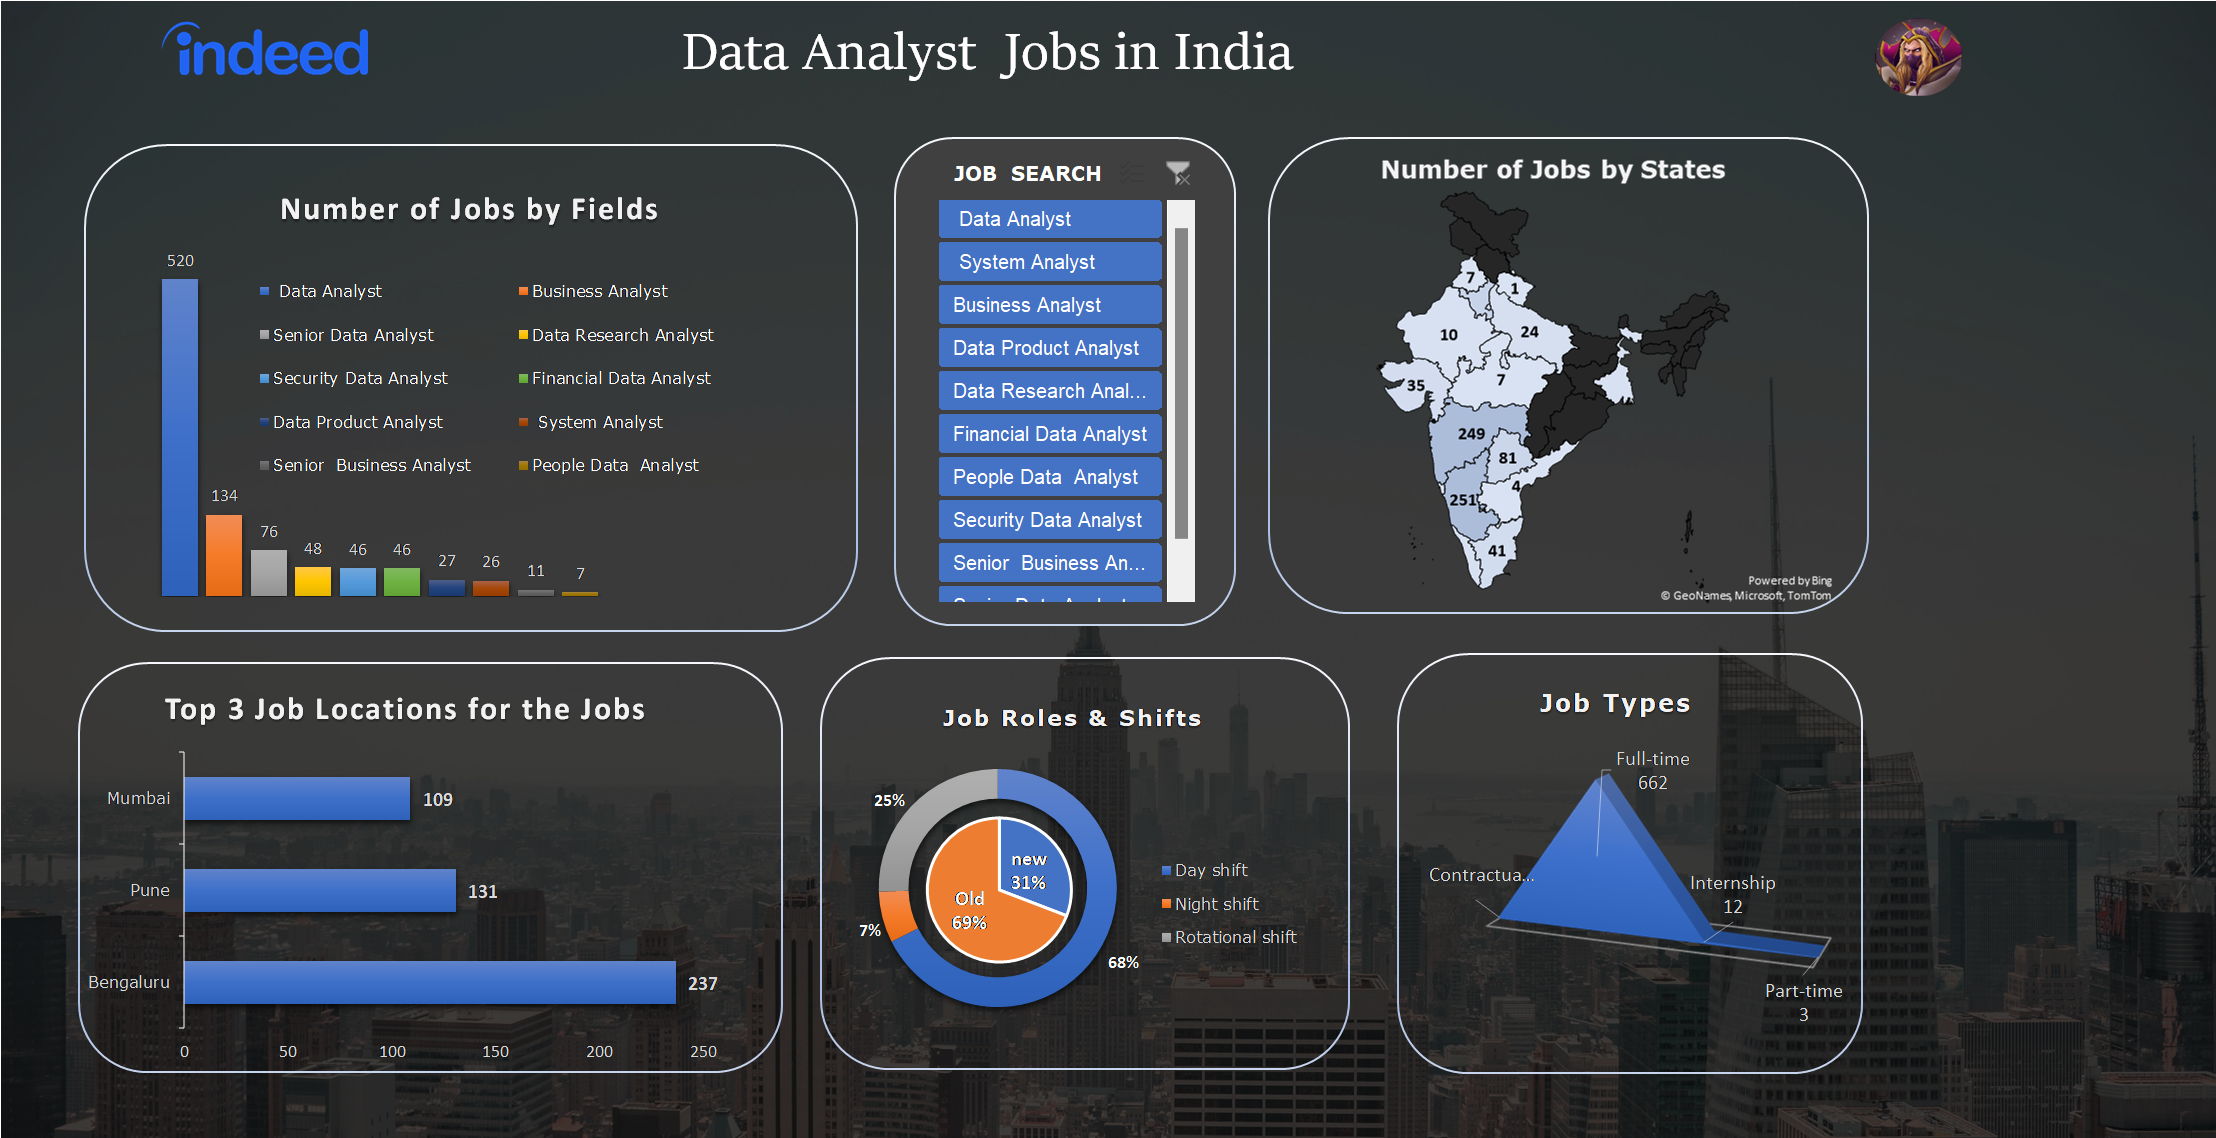 indeed
Data Analyst Jobs in India
Number of Jobs by Fields
520
134
76
48
46
46
27
26
11
7
Data Analyst
Business Analyst
Senior Data Analyst
Data Research Analyst
Security Data Analyst
Financial Data Analyst
Data Product Analyst
System Analyst
Senior Business Analyst
People Data Analyst
JOB SEARCH
Data Analyst
System Analyst
Business Analyst
Data Product Analyst
Data Research Anal...
Financial Data Analyst
People Data Analyst
Security Data Analyst
Senior Business An...
Number of Jobs by States
7
1
10
24
35
7
249
81
251
4
41
Powered by Bing
© GeoNames, Microsoft, TomTom
Top 3 Job Locations for the Jobs
Mumbai
109
Pune
131
Bengaluru
237
0 50 100 150 200 250
Job Roles & Shifts
25%
7%
68%
new
31%
Old
69%
Day shift
Night shift
Rotational shift
Job Types
Full-time
662
Contractua...
Internship
12
Part-time
3